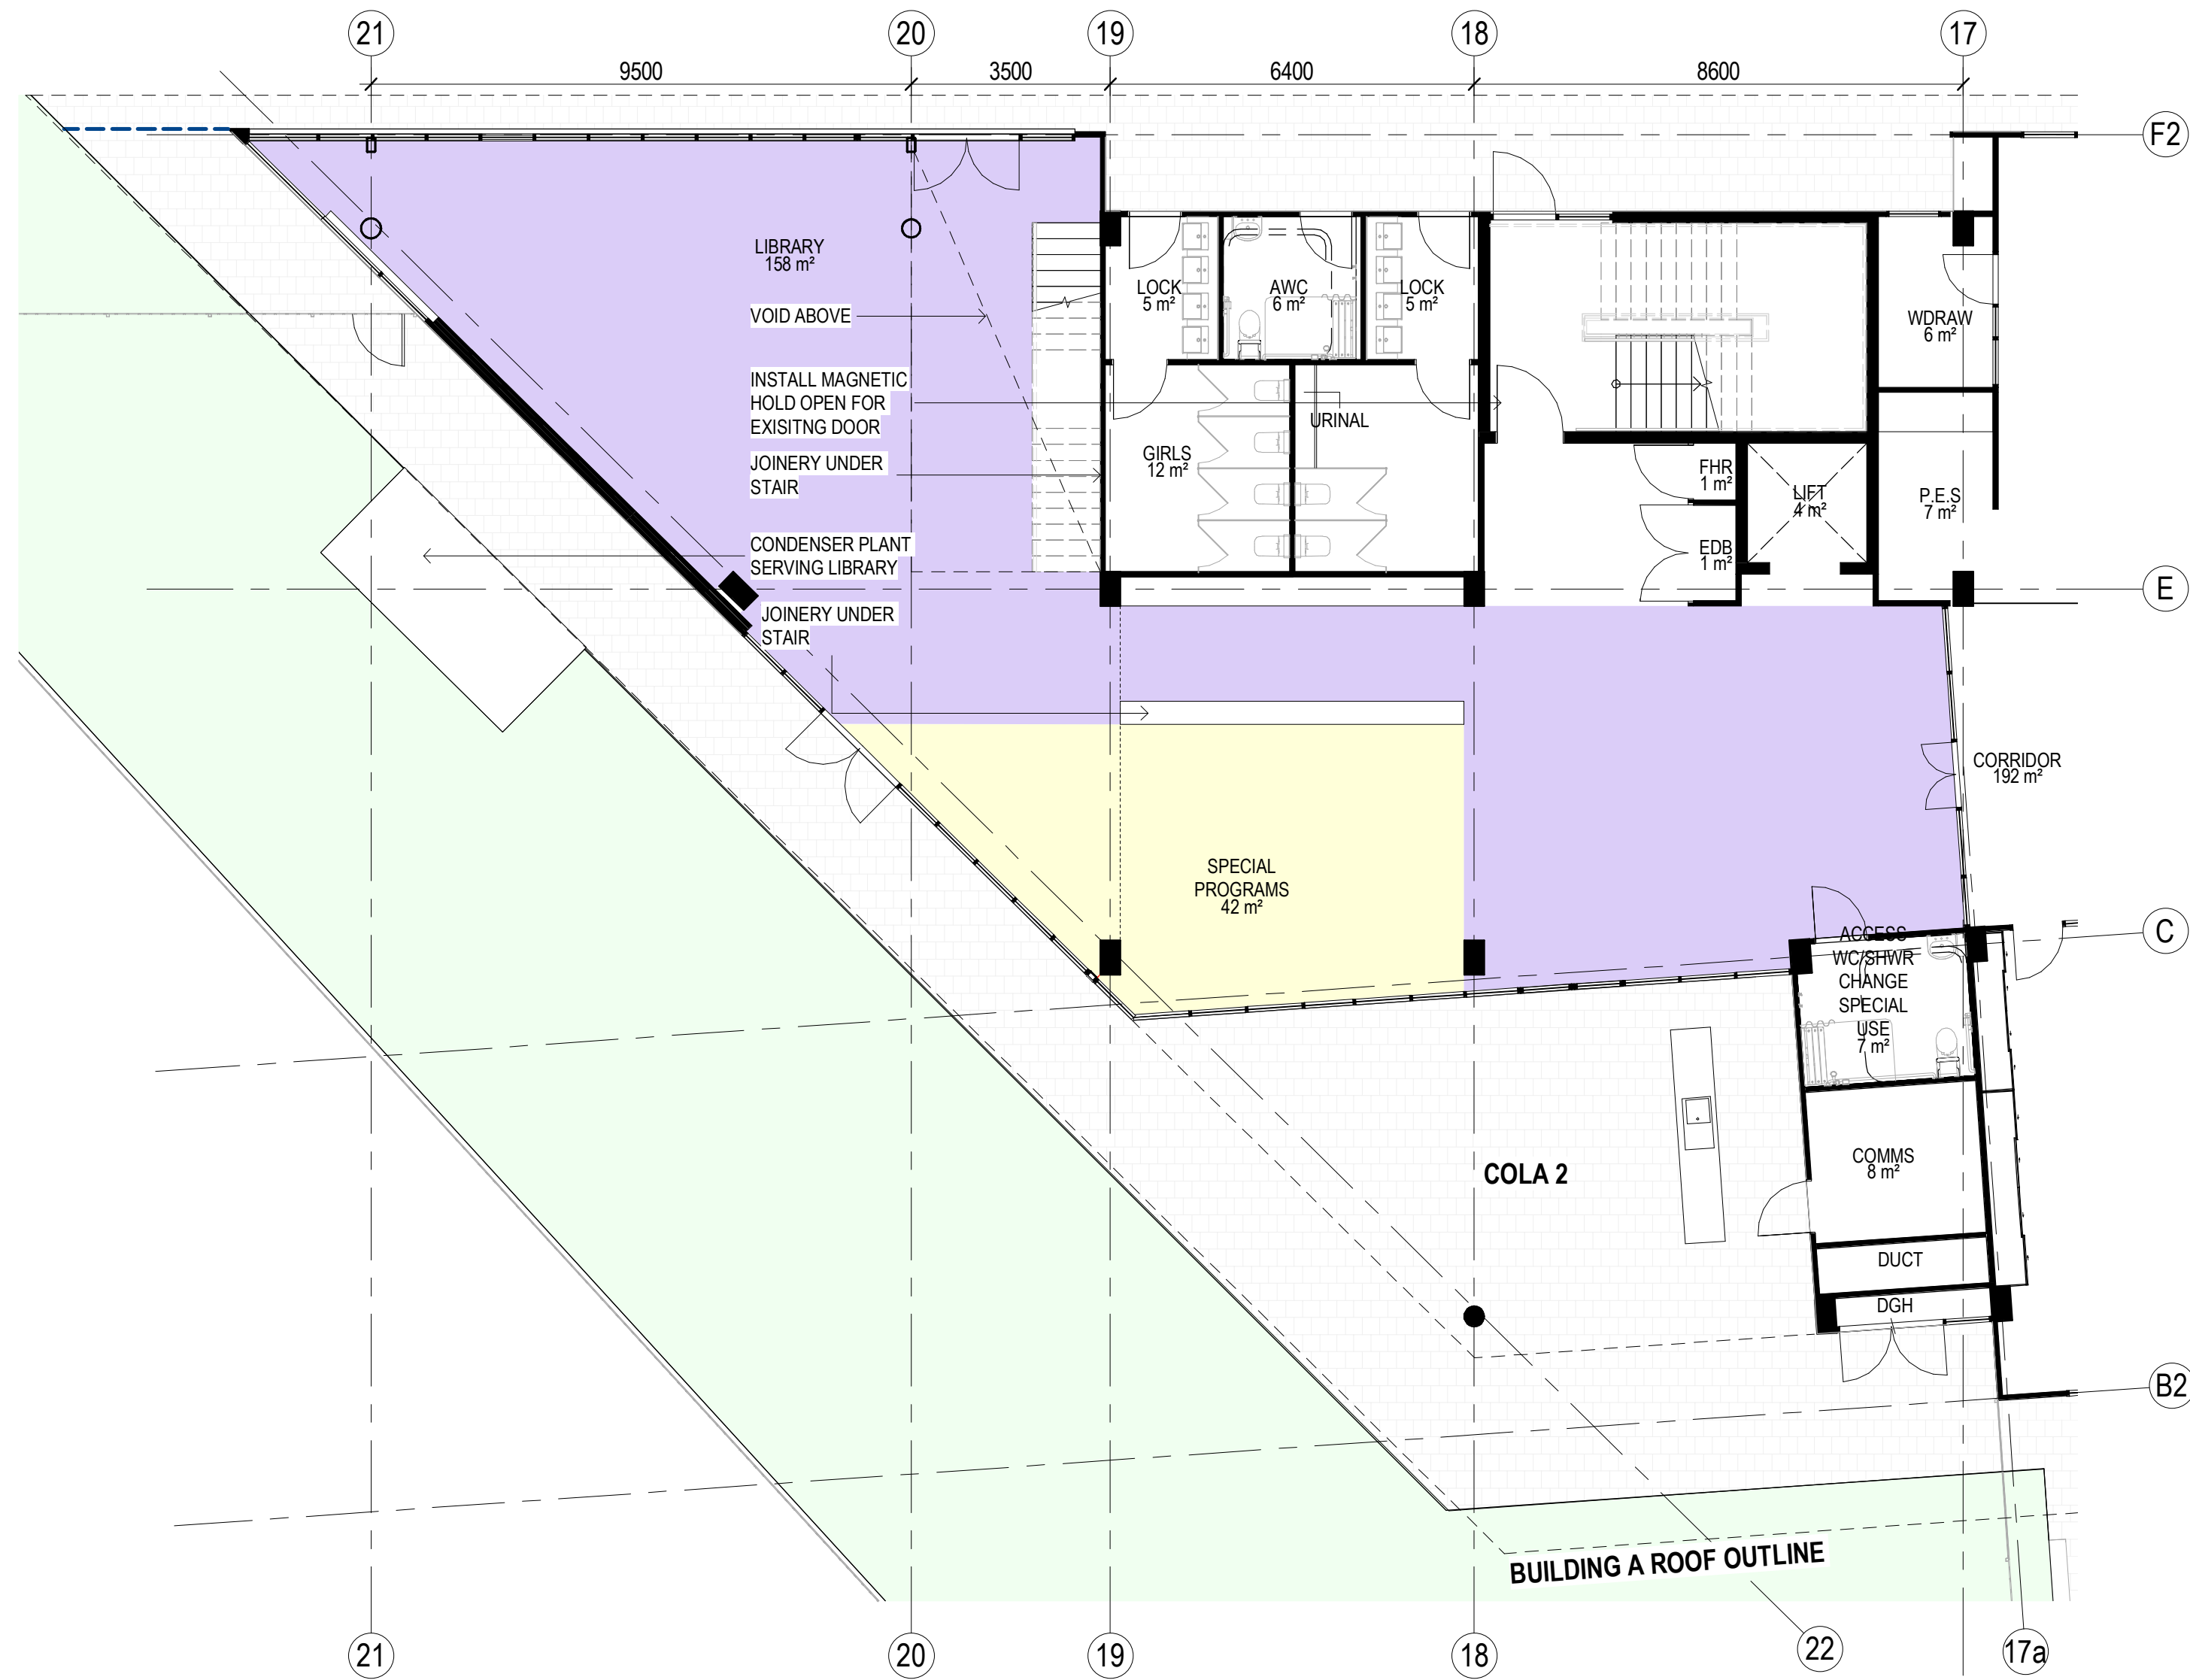 21
20
19
18
17
9500
3500
6400
8600
F2
LIBRARY
158 m²
VOID ABOVE
INSTALL MAGNETIC
HOLD OPEN FOR
EXISITNG DOOR
JOINERY UNDER
STAIR
CONDENSER PLANT
SERVING LIBRARY
JOINERY UNDER
STAIR
LOCK
5 m²
AWC
6 m²
LOCK
5 m²
WDRAW
6 m²
URINAL
GIRLS
12 m²
FHR
1 m²
LIFT
4 m²
P.E.S
7 m²
EDB
1 m²
E
CORRIDOR
192 m²
SPECIAL
PROGRAMS
42 m²
C
ACCESS
WC/SHWR
CHANGE
SPECIAL
USE
7 m²
COMMS
8 m²
COLA 2
DUCT
DGH
B2
BUILDING A ROOF OUTLINE
21
20
19
18
22
17a